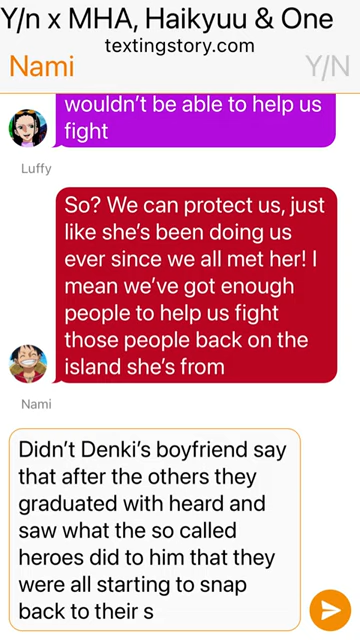 Y/n x MHA, Haikyuu & One
textingstory.com
Nami Y/N
wouldn't be able to help us
fight
Luffy
So? We can protect us, just
like she's been doing us
ever since we all met her! I
mean we've got enough
people to help us fight
those people back on the
island she's from
Nami
Didn't Denki's boyfriend say
that after the others they
graduated with heard and
saw what the so called
heroes did to him that they
were all starting to snap
back to their s